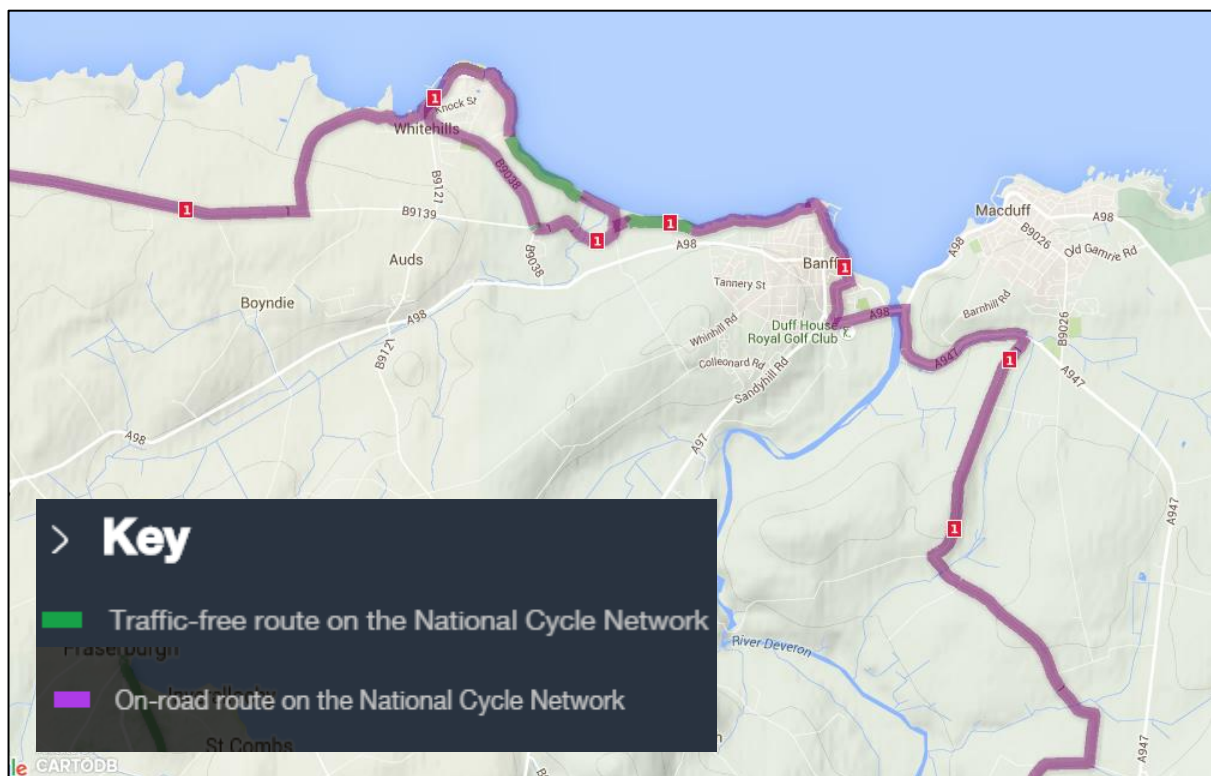 1
Knock St
Whitehills
B9038
B9121
1
1
B9139
Auds
Boyndie
B9038
1
1
A98
Banff
1
Tannery St
Whinhill Rd
Colleonard Rd
Sandyhill Rd
Duff House
Royal Golf Club
A98
Macduff
A98
A98
B9026
Old Gamrie Rd
Barnhill Rd
B9026
A947
1
A947
A98
B9121
A98
A97
1
A947
River Deveron
1
A947
Key
Traffic-free route on the National Cycle Network
Fraserburgh
On-road route on the National Cycle Network
St Combs
CARTODB